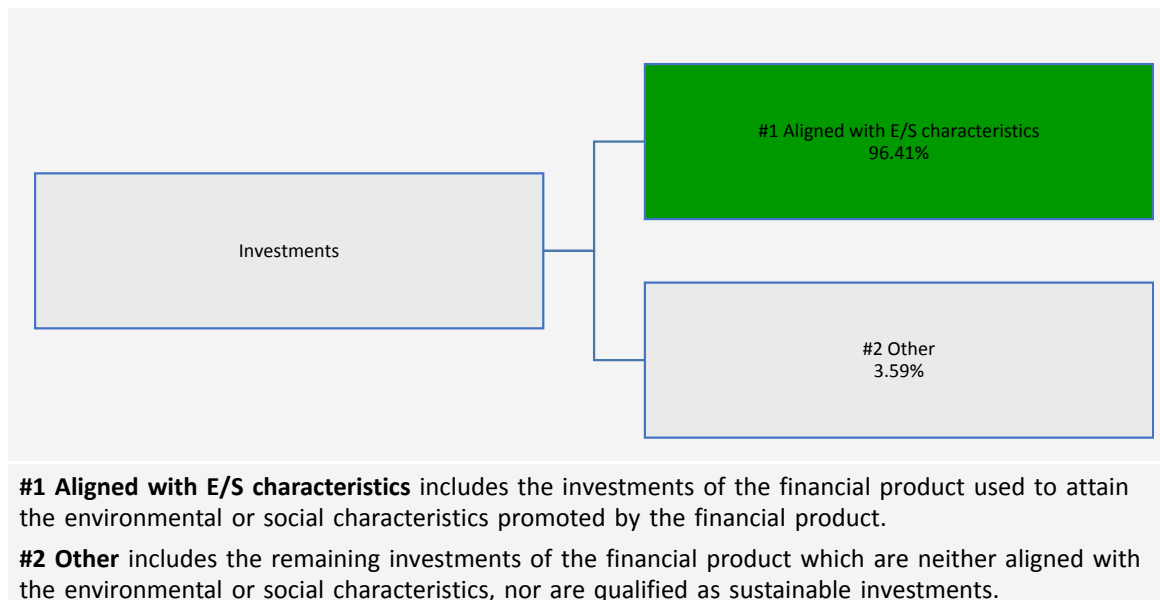 #1 Aligned with E/S characteristics
96.41%
Investments
#2 Other
3.59%
#1 Aligned with E/S characteristics includes the investments of the financial product used to attain
the environmental or social characteristics promoted by the financial product.
#2 Other includes the remaining investments of the financial product which are neither aligned with
the environmental or social characteristics, nor are qualified as sustainable investments.